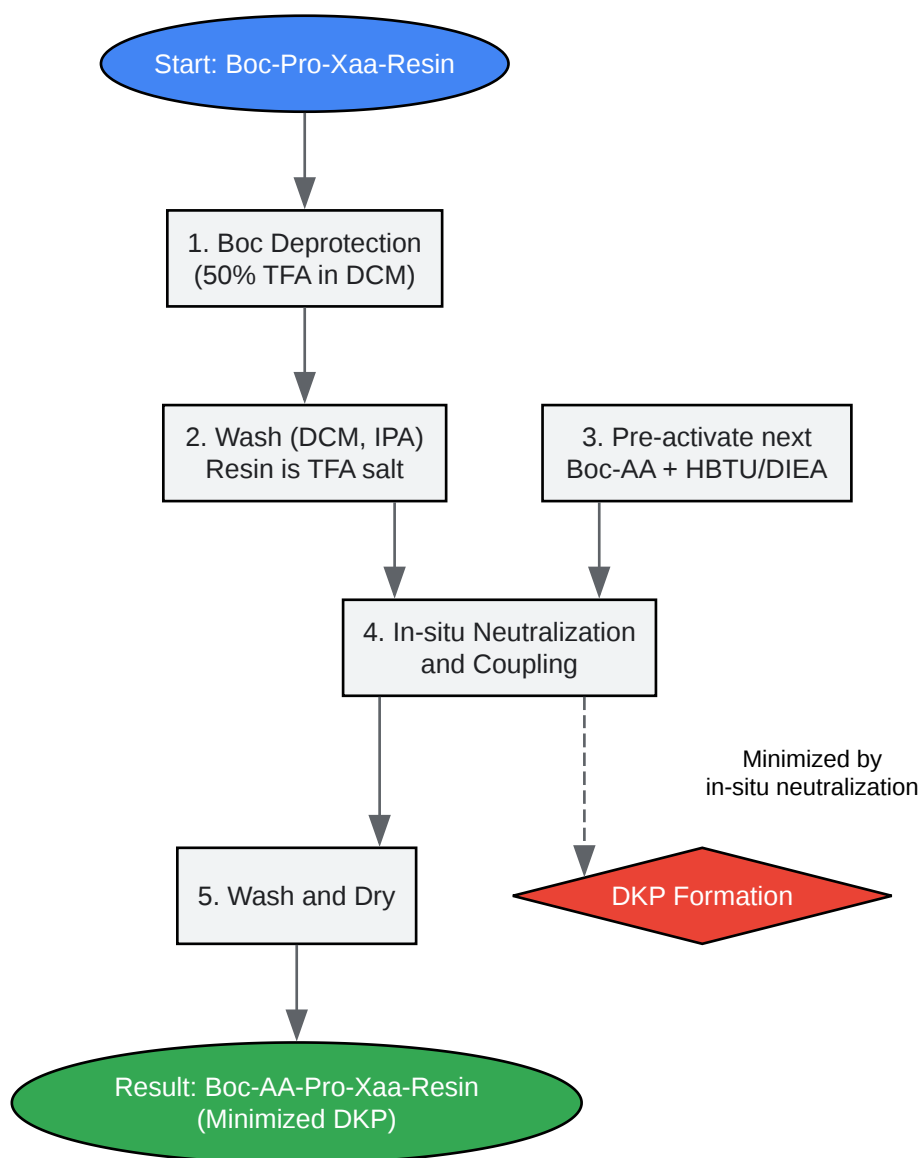 Start: Boc-Pro-Xaa-Resin
1. Boc Deprotection
(50% TFA in DCM)
2. Wash (DCM, IPA)
Resin is TFA salt
3. Pre-activate next
Boc-AA + HBTU/DIEA
4. In-situ Neutralization
and Coupling
Minimized by
in-situ neutralization
5. Wash and Dry
DKP Formation
Result: Boc-AA-Pro-Xaa-Resin
(Minimized DKP)